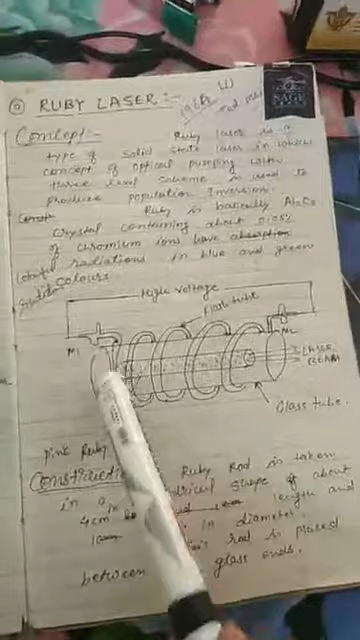 RUBY LASER :-
Concept :- Ruby laser is a
type of solid state laser in which
concept of optical pumping with
three level scheme is used to
produce population Inversion.
Ruby is basically Al2O3
crystal containing about 0.05%
of chromium ions have absorption
radiations in blue and green
colours.
High voltage
Flash tube
M1
M2
LASER
BEAM
Glass tube.
Pink Ruby
Construction Ruby Rod is taken
in a cylindrical shape of about
4cm length and
in diameter.
rod is placed
between glass ends.